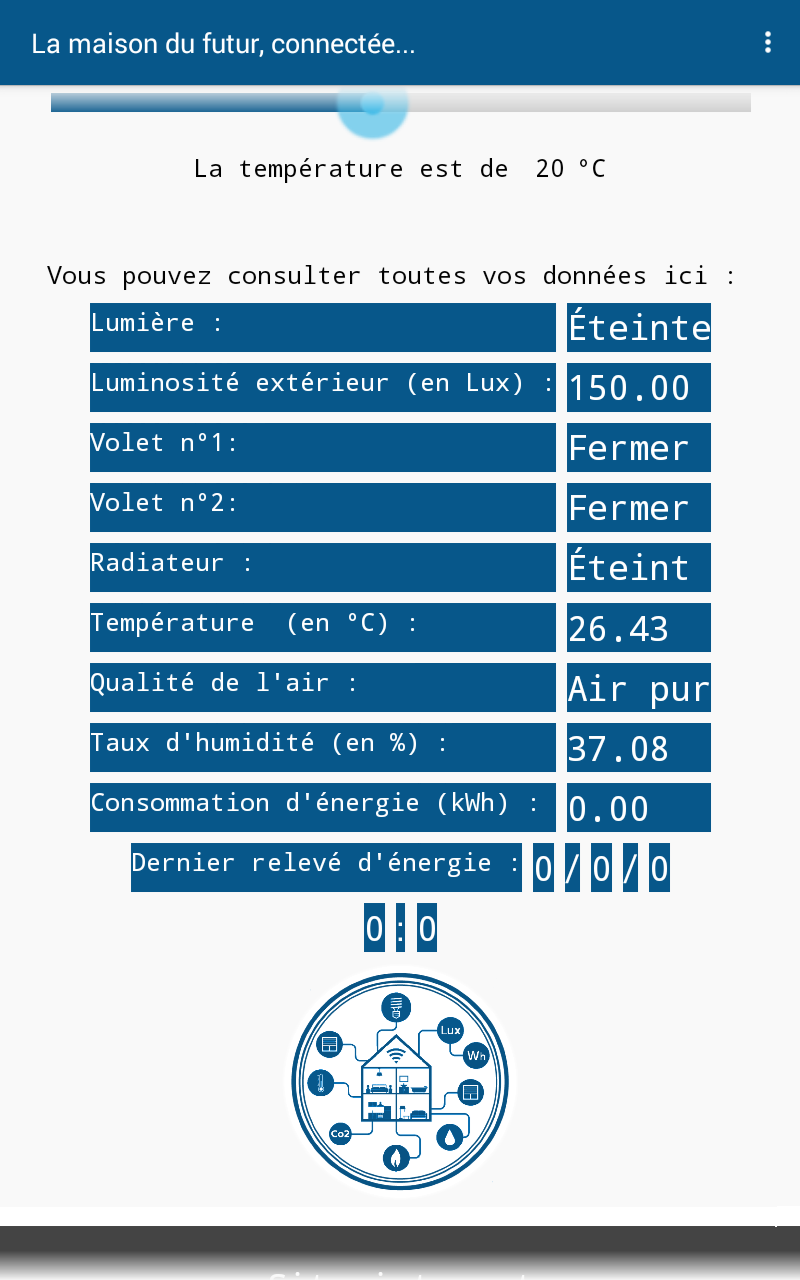 La maison du futur, connectée...
La température est de 20 °C
Vous pouvez consulter toutes vos données ici :
Lumière : Éteinte
Luminosité extérieur (en Lux) : 150.00
Volet n°1: Fermer
Volet n°2: Fermer
Radiateur : Éteint
Température (en °C) : 26.43
Qualité de l'air : Air pur
Taux d'humidité (en %) : 37.08
Consommation d'énergie (kWh) : 0.00
Dernier relevé d'énergie : 0 / 0 / 0
0 : 0
Lux
Wh
Co2